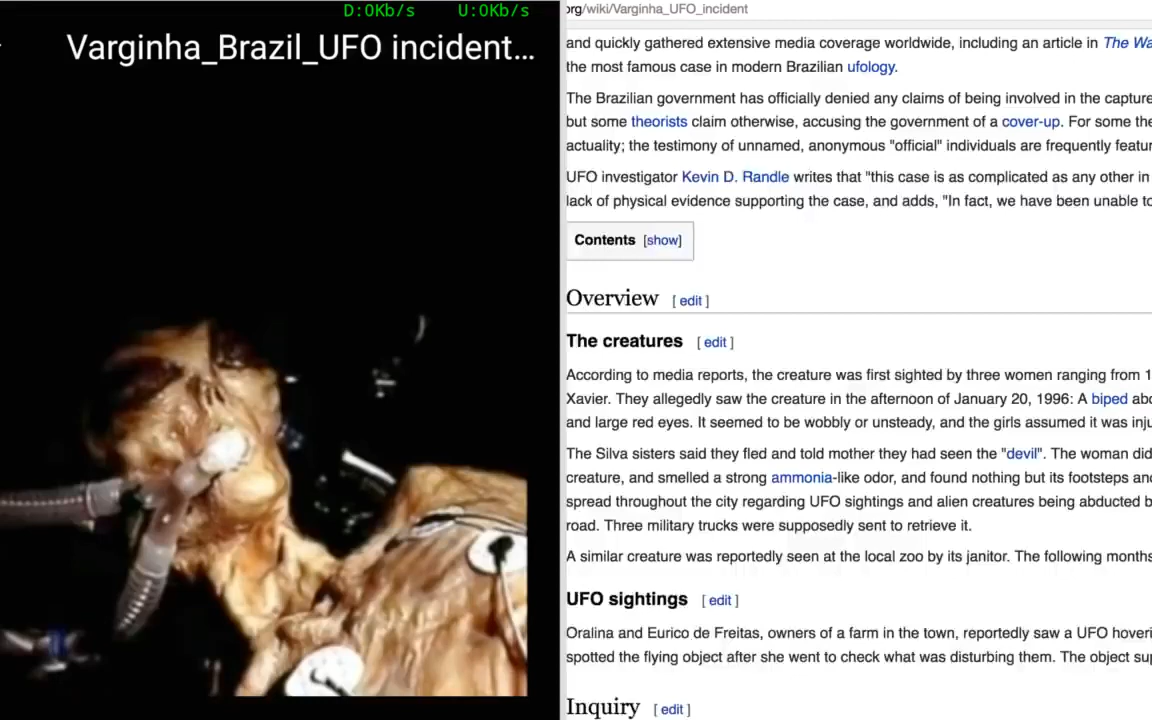 D:0Kb/s U:0Kb/s
Varginha_Brazil_UFO incident...
org/wiki/Varginha_UFO_incident
and quickly gathered extensive media coverage worldwide, including an article in The Wa
the most famous case in modern Brazilian ufology.
The Brazilian government has officially denied any claims of being involved in the capture
but some theorists claim otherwise, accusing the government of a cover-up. For some the
actuality; the testimony of unnamed, anonymous "official" individuals are frequently featur
UFO investigator Kevin D. Randle writes that "this case is as complicated as any other in
lack of physical evidence supporting the case, and adds, "In fact, we have been unable to
Contents [show]
Overview [ edit ]
The creatures [ edit ]
According to media reports, the creature was first sighted by three women ranging from 1
Xavier. They allegedly saw the creature in the afternoon of January 20, 1996: A biped abo
and large red eyes. It seemed to be wobbly or unsteady, and the girls assumed it was inju
The Silva sisters said they fled and told mother they had seen the "devil". The woman did
creature, and smelled a strong ammonia-like odor, and found nothing but its footsteps and
spread throughout the city regarding UFO sightings and alien creatures being abducted b
road. Three military trucks were supposedly sent to retrieve it.
A similar creature was reportedly seen at the local zoo by its janitor. The following months
UFO sightings [ edit ]
Oralina and Eurico de Freitas, owners of a farm in the town, reportedly saw a UFO hoveri
spotted the flying object after she went to check what was disturbing them. The object sup
Inquiry [ edit ]